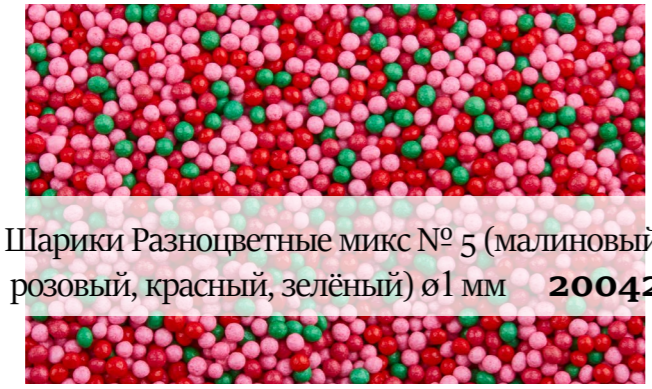 Шарики Разноцветные микс № 5 (малиновый
розовый, красный, зелёный) ø1 мм 20042